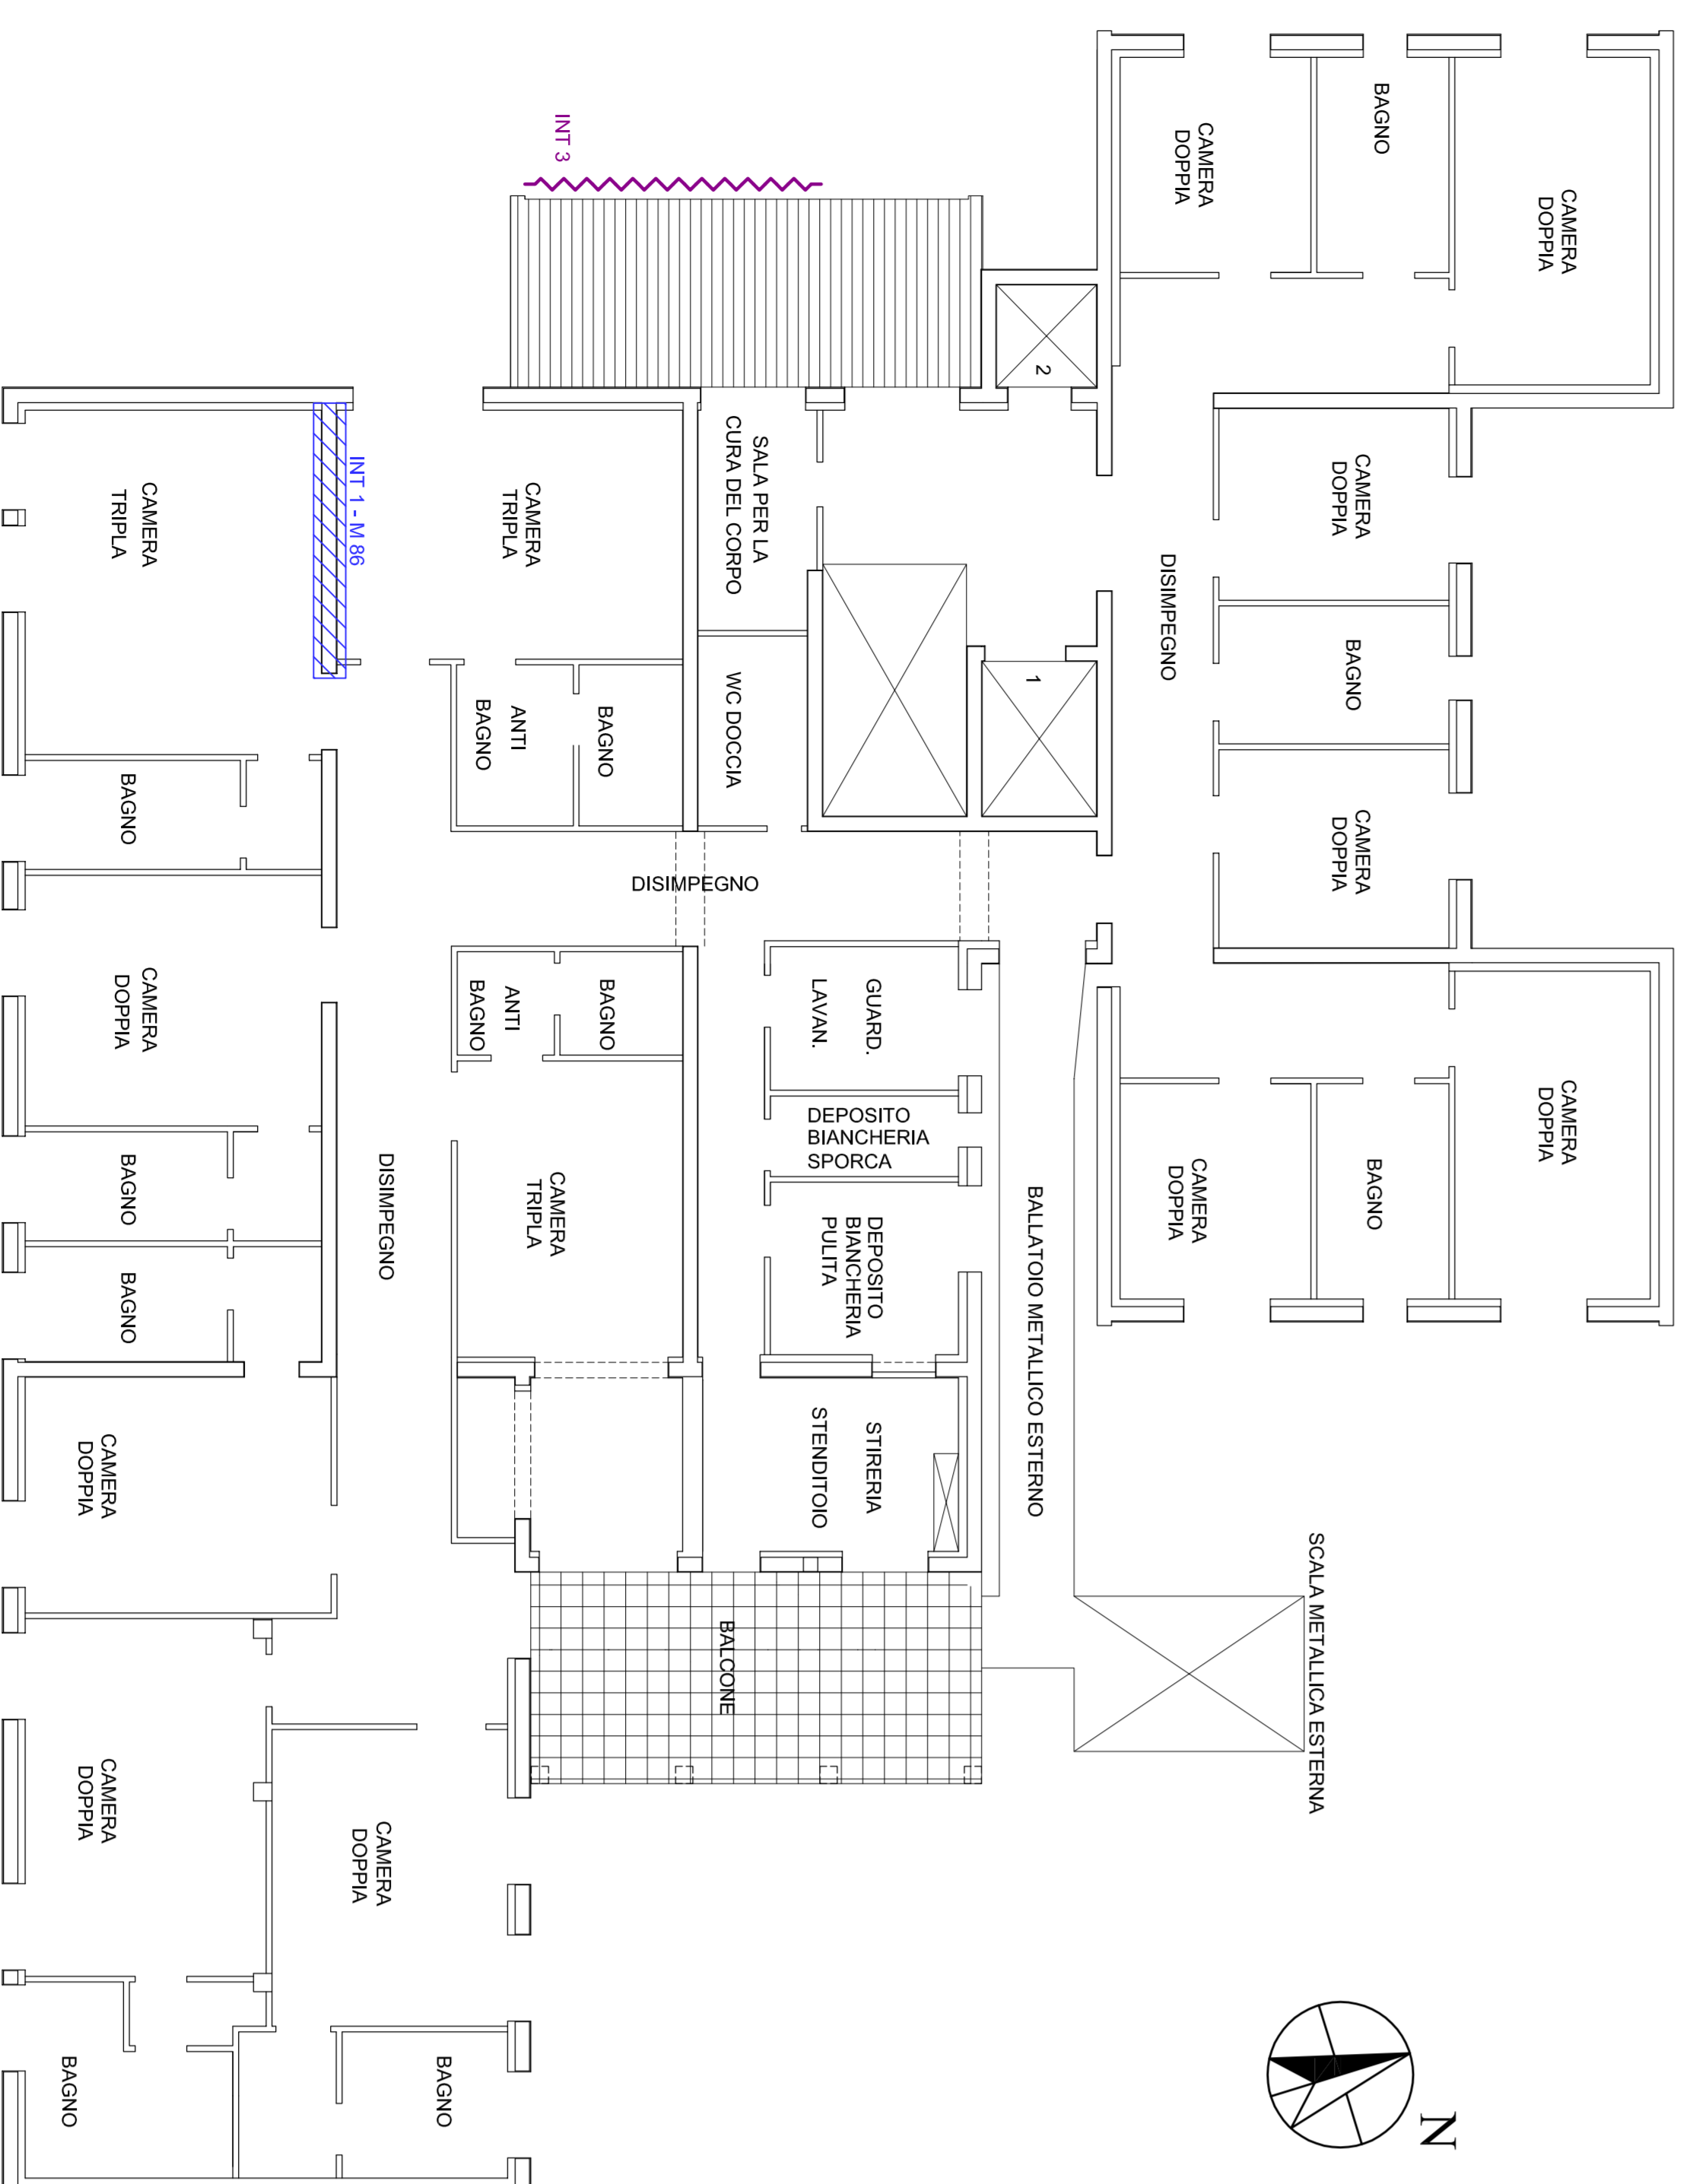 CAMERA
DOPPIA
BAGNO
CAMERA
DOPPIA
INT 3
2
CAMERA
DOPPIA
BAGNO
CAMERA
DOPPIA
DISIMPEGNO
1
SALA PER LA
CURA DEL CORPO
WC DOCCIA
CAMERA
TRIPLA
INT 1 - M 86
CAMERA
TRIPLA
ANTI
BAGNO
BAGNO
BAGNO
DISIMPEGNO
CAMERA
DOPPIA
BAGNO
ANTI
BAGNO
GUARD.
LAVAN.
DEPOSITO
BIANCHERIA
SPORCA
DEPOSITO
BIANCHERIA
PULITA
CAMERA
DOPPIA
BAGNO
CAMERA
DOPPIA
BALLATOIO METALLICO ESTERNO
CAMERA
TRIPLA
DISIMPEGNO
BAGNO
BAGNO
STIRERIA
STENDITOIO
CAMERA
DOPPIA
SCALA METALLICA ESTERNA
BALCONE
CAMERA
DOPPIA
CAMERA
DOPPIA
BAGNO
BAGNO
N